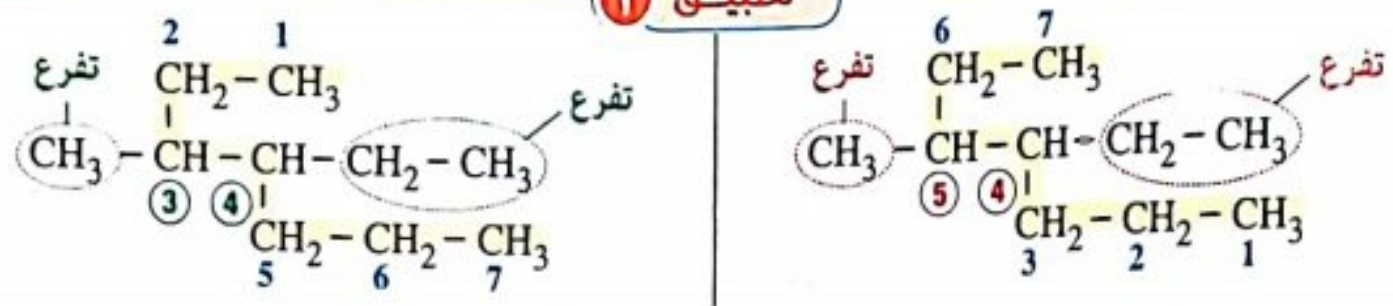 تطبيق ١
2 1
تفرع CH₂ – CH₃ تفرع
CH₃ – CH – CH – CH₂ – CH₃
3 4
CH₂ – CH₂ – CH₃
5 6 7
6 7
تفرع CH₂ – CH₃ تفرع
CH₃ – CH – CH – CH₂ – CH₃
5 4
CH₂ – CH₂ – CH₃
3 2 1